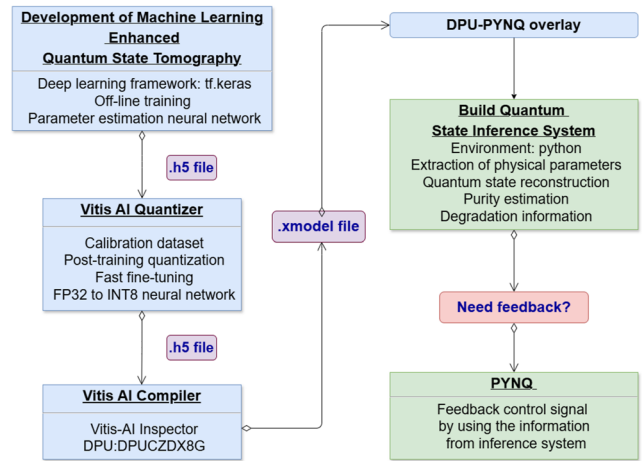 Development of Machine Learning
Enhanced
Quantum State Tomography
Deep learning framework: tf.keras
Off-line training
Parameter estimation neural network
.h5 file
Vitis AI Quantizer
Calibration dataset
Post-training quantization
Fast fine-tuning
FP32 to INT8 neural network
.h5 file
Vitis AI Compiler
Vitis-AI Inspector
DPU:DPUCZDX8G
.xmodel file
DPU-PYNQ overlay
Build Quantum
State Inference System
Environment: python
Extraction of physical parameters
Quantum state reconstruction
Purity estimation
Degradation information
Need feedback?
PYNQ
Feedback control signal
by using the information
from inference system